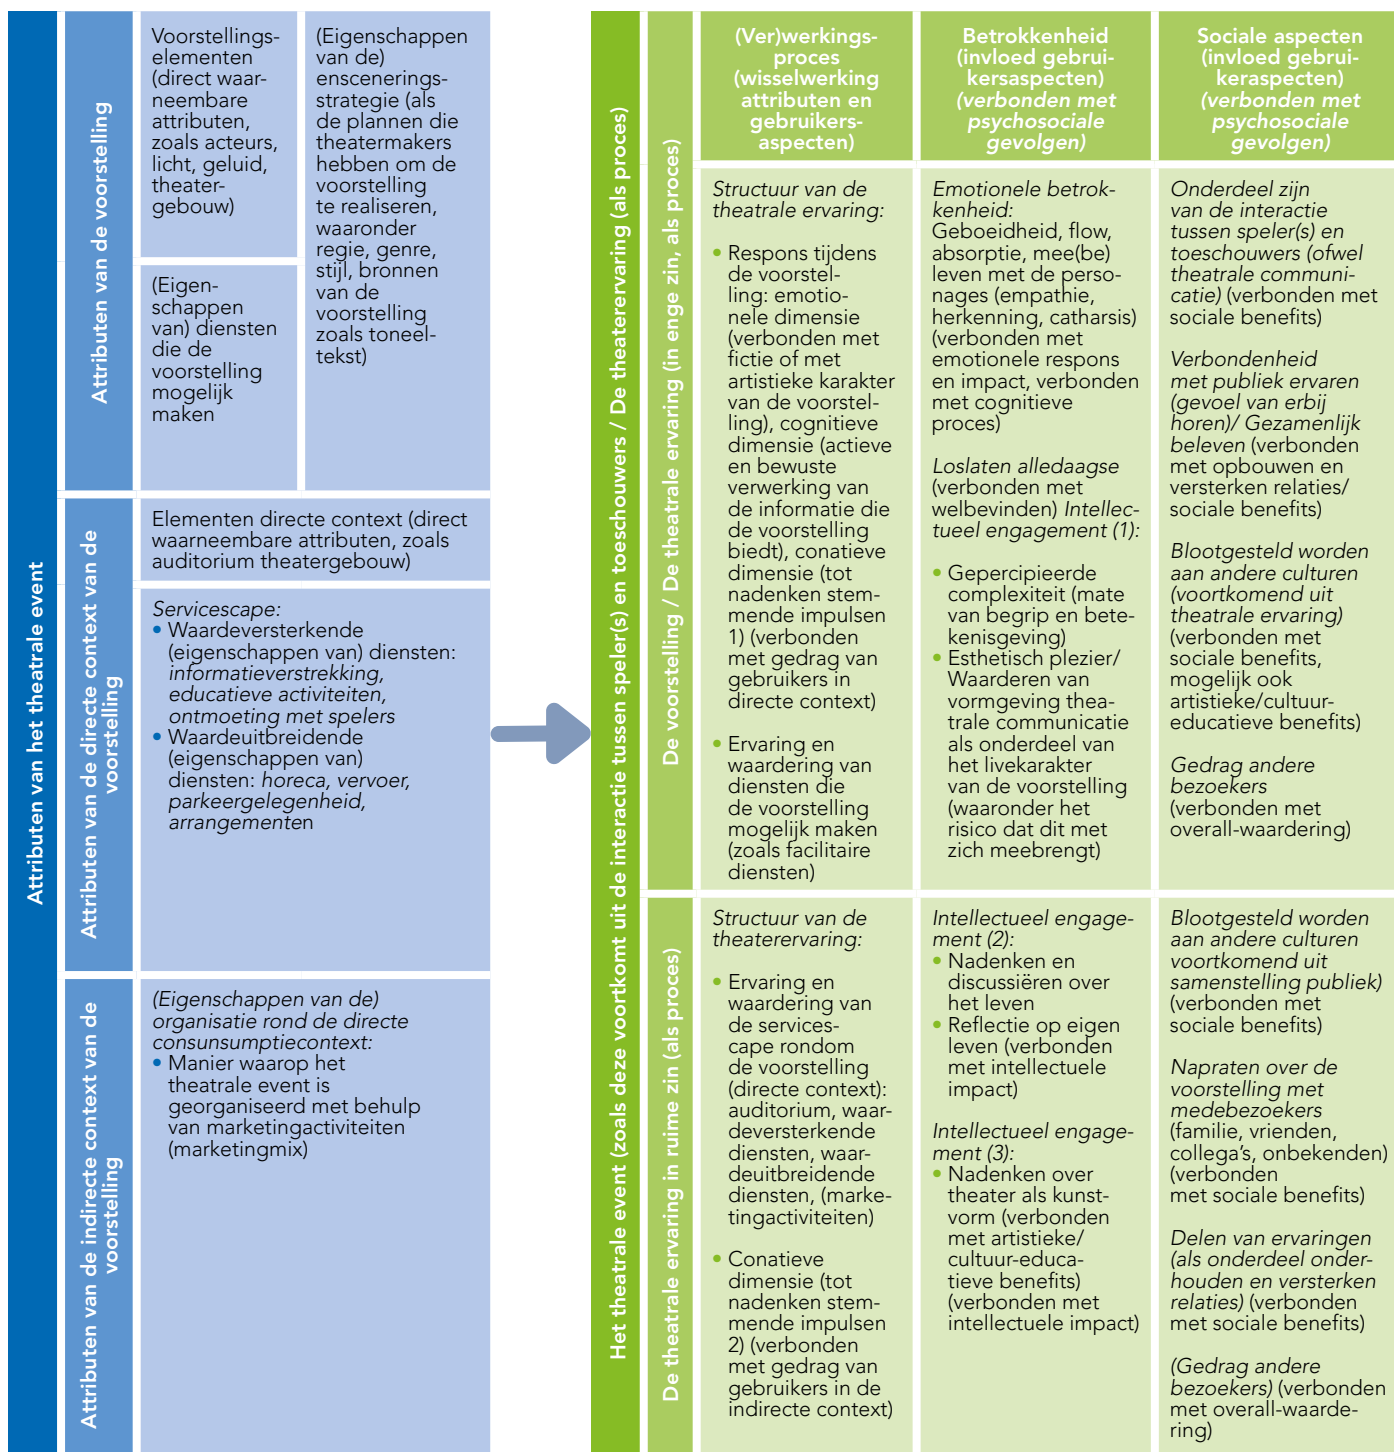 Attributen van het theatrale event
Attributen van de voorstelling
Voorstellings-
elementen
(direct waar-
neembare
attributen,
zoals acteurs,
licht, geluid,
theater-
gebouw)
(Eigen-
schappen
van) diensten
die de
voorstelling
mogelijk
maken
(Eigenschappen
van de)
enscenerings-
strategie (als
de plannen die
theatermakers
hebben om de
voorstelling
te realiseren,
waaronder
regie, genre,
stijl, bronnen
van de
voorstelling
zoals toneel-
tekst)
Attributen van de directe context van de
voorstelling
Elementen directe context (direct
waarneembare attributen, zoals
auditorium theatergebouw)
Servicescape:
• Waardeversterkende
(eigenschappen van) diensten:
informatieverstrekking,
educatieve activiteiten,
ontmoeting met spelers
• Waardeuitbreidende
(eigenschappen van)
diensten: horeca, vervoer,
parkeergelegenheid,
arrangementen
Attributen van de indirecte context van de
voorstelling
(Eigenschappen van de)
organisatie rond de directe
consunsumptiecontext:
• Manier waarop het
theatrale event is
georganiseerd met behulp
van marketingactiviteiten
(marketingmix)
Het theatrale event (zoals deze voortkomt uit de interactie tussen speler(s) en toeschouwers / De theaterervaring (als proces)
De voorstelling / De theatrale ervaring (in enge zin, als proces)
(Ver)werkings-
proces
(wisselwerking
attributen en
gebruikers-
aspecten)
Betrokkenheid
(invloed gebrui-
kersaspecten)
(verbonden met
psychosociale
gevolgen)
Sociale aspecten
(invloed gebrui-
keraspecten)
(verbonden met
psychosociale
gevolgen)
Structuur van de
theatrale ervaring:
• Respons tijdens
de voorstel-
ling: emotio-
nele dimensie
(verbonden met
fictie of met
artistieke karakter
van de voorstel-
ling), cognitieve
dimensie (actieve
en bewuste
verwerking van
de informatie die
de voorstelling
biedt), conatieve
dimensie (tot
nadenken stem-
mende impulsen
1) (verbonden
met gedrag van
gebruikers in
directe context)
• Ervaring en
waardering van
diensten die
de voorstelling
mogelijk maken
(zoals facilitaire
diensten)
Emotionele betrok-
kenheid:
Geboeidheid, flow,
absorptie, mee(be)
leven met de perso-
nages (empathie,
herkenning, catharsis)
(verbonden met
emotionele respons
en impact, verbonden
met cognitieve
proces)
Loslaten alledaagse
(verbonden met
welbevinden) Intellec-
tueel engagement (1):
• Gepercipieerde
complexiteit (mate
van begrip en bete-
kenisgeving)
• Esthetisch plezier/
Waarderen van
vormgeving thea-
trale communicatie
als onderdeel van
het livekarakter
van de voorstelling
(waaronder het
risico dat dit met
zich meebrengt)
Onderdeel zijn
van de interactie
tussen speler(s) en
toeschouwers (ofwel
theatrale communi-
catie) (verbonden met
sociale benefits)
Verbondenheid
met publiek ervaren
(gevoel van erbij
horen)/ Gezamenlijk
beleven (verbonden
met opbouwen en
versterken relaties/
sociale benefits)
Blootgesteld worden
aan andere culturen
(voortkomend uit
theatrale ervaring)
(verbonden met
sociale benefits,
mogelijk ook
artistieke/cultuur-
educatieve benefits)
Gedrag andere
bezoekers
(verbonden met
overall-waardering)
De theatrale ervaring in ruime zin (als proces)
Structuur van de
theaterervaring:
• Ervaring en
waardering van
de services-
cape rondom
de voorstelling
(directe context):
auditorium, waar-
deversterkende
diensten, waar-
deuitbreidende
diensten, (marke-
tingactiviteiten)
• Conatieve
dimensie (tot
nadenken stem-
mende impulsen
2) (verbonden
met gedrag van
gebruikers in de
indirecte context)
Intellectueel engage-
ment (2):
• Nadenken en
discussiëren over
het leven
• Reflectie op eigen
leven (verbonden
met intellectuele
impact)
Intellectueel engage-
ment (3):
• Nadenken over
theater als kunst-
vorm (verbonden
met artistieke/
cultuur-educa-
tieve benefits)
(verbonden met
intellectuele impact)
Blootgesteld worden
aan andere culturen
voortkomend uit
samenstelling publiek)
(verbonden met
sociale benefits)
Napraten over de
voorstelling met
medebezoekers
(familie, vrienden,
collega's, onbekenden)
(verbonden
met sociale benefits)
Delen van ervaringen
(als onderdeel onder-
houden en versterken
relaties) (verbonden
met sociale benefits)
(Gedrag andere
bezoekers) (verbonden
met overall-waarde-
ring)